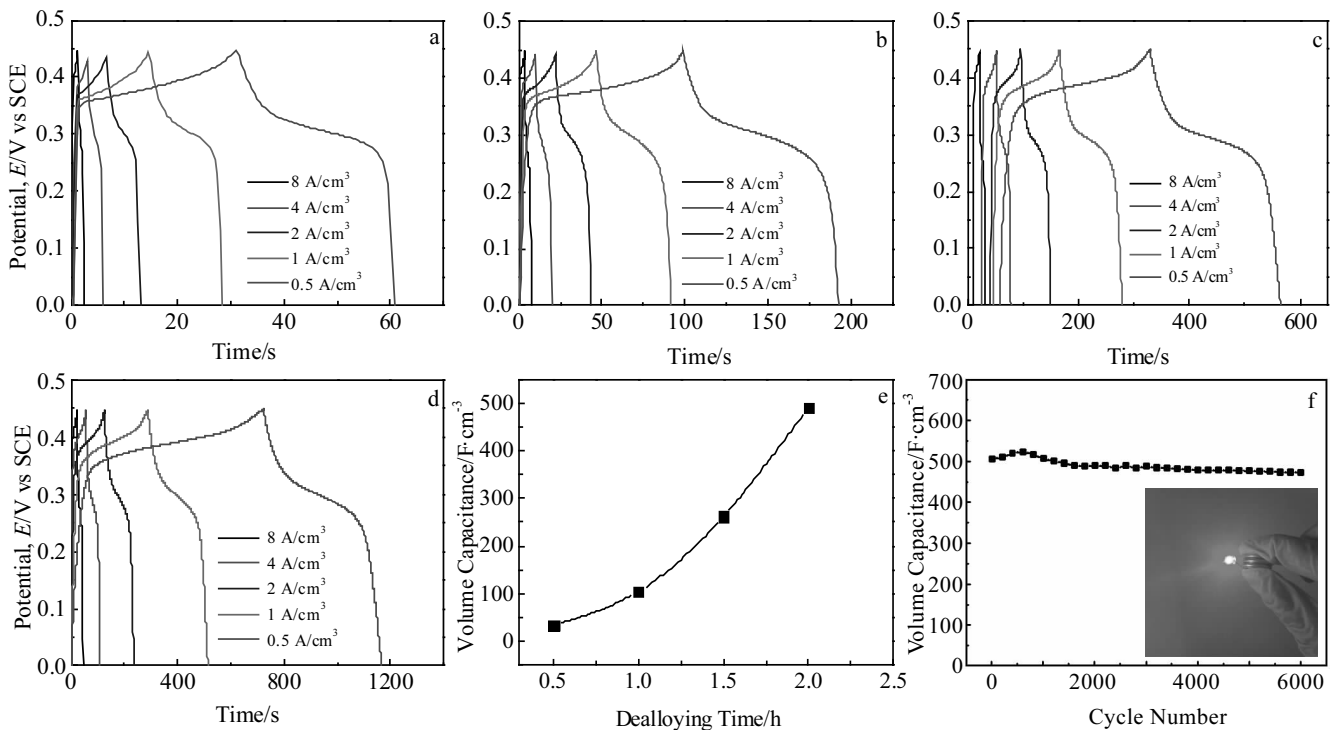 a
0.5
0.4
0.3
0.2
0.1
0.0
Potential, E/V vs SCE
8 A/cm³
4 A/cm³
2 A/cm³
1 A/cm³
0.5 A/cm³
0 20 40 60
Time/s
b
0.5
0.4
0.3
0.2
0.1
0.0
8 A/cm³
4 A/cm³
2 A/cm³
1 A/cm³
0.5 A/cm³
0 50 100 150 200
Time/s
c
0.5
0.4
0.3
0.2
0.1
0.0
8 A/cm³
4 A/cm³
2 A/cm³
1 A/cm³
0.5 A/cm³
0 200 400 600
Time/s
d
0.5
0.4
0.3
0.2
0.1
0.0
Potential, E/V vs SCE
8 A/cm³
4 A/cm³
2 A/cm³
1 A/cm³
0.5 A/cm³
0 400 800 1200
Time/s
e
500
400
300
200
100
0
Volume Capacitance/F·cm⁻³
0.5 1.0 1.5 2.0 2.5
Dealloying Time/h
f
700
600
500
400
300
200
100
0
Volume Capacitance/F·cm⁻³
0 2000 4000 6000
Cycle Number